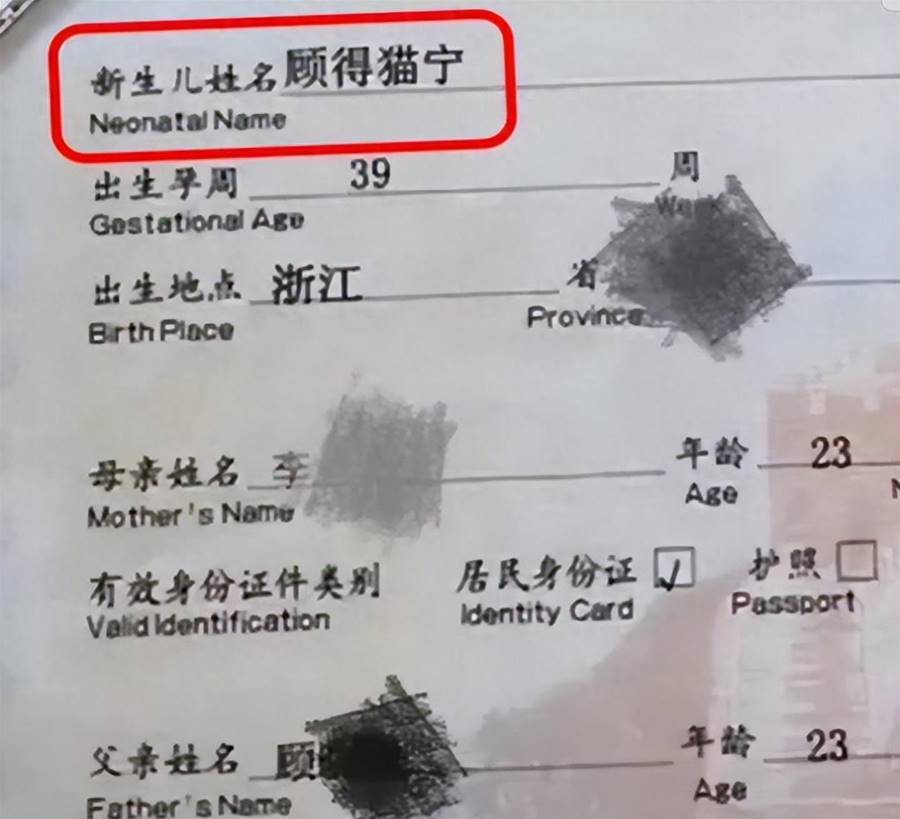 新生儿姓名 顾得猫宁
Neonatal Name
出生孕周 39 周
Gestational Age Week
出生地点 浙江 省
Birth Place Province
母亲姓名 李 年龄 23
Mother's Name Age
有效身份证件类别 居民身份证 护照
Valid Identification Identity Card Passport
父亲姓名 顾 年龄 23
Father's Name Age